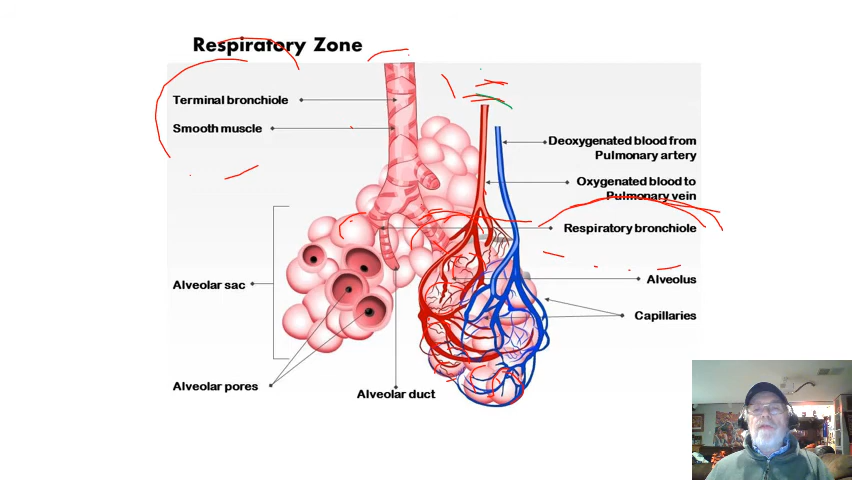 Respiratory Zone
Terminal bronchiole
Smooth muscle
Deoxygenated blood from
Pulmonary artery
Oxygenated blood to
Pulmonary vein
Respiratory bronchiole
Alveolar sac
Alveolus
Capillaries
Alveolar pores
Alveolar duct